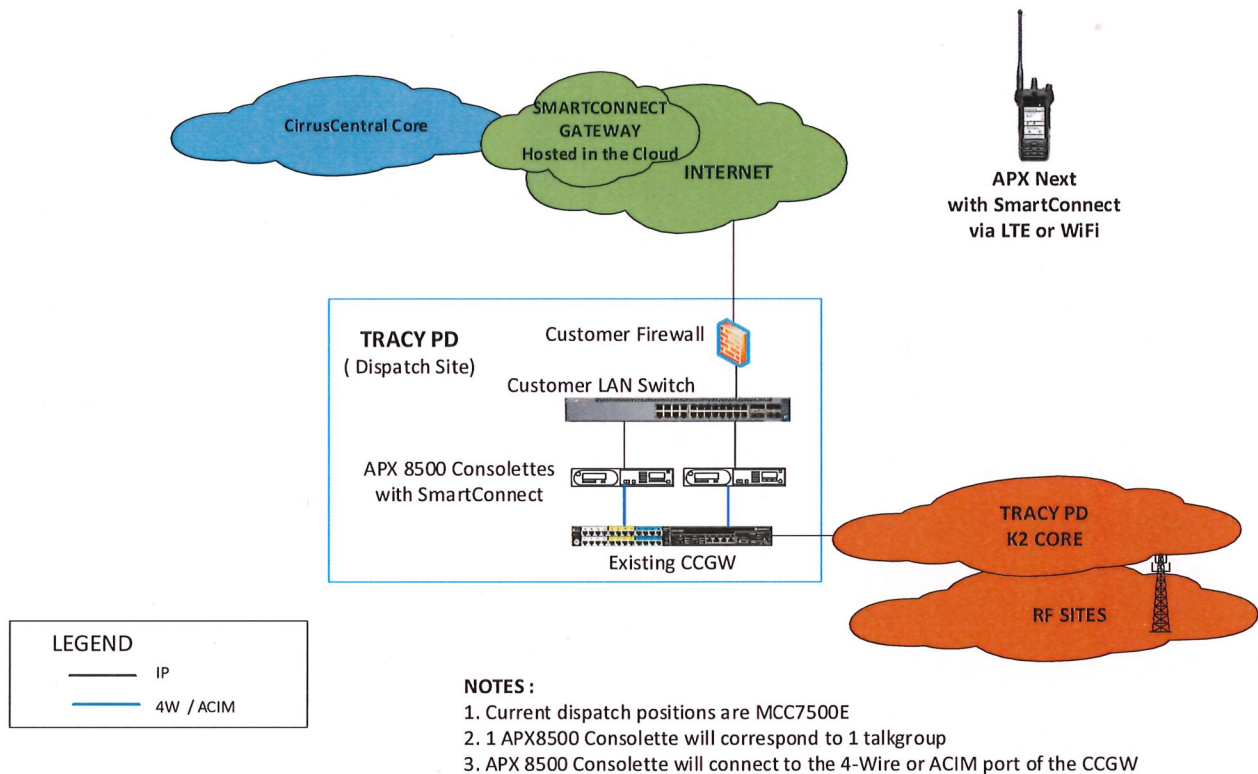 CirrusCentral Core
SMARTCONNECT
GATEWAY
Hosted in the Cloud
INTERNET
APX Next
with SmartConnect
via LTE or WiFi
TRACY PD
( Dispatch Site)
Customer Firewall
Customer LAN Switch
APX 8500 Consolettes
with SmartConnect
Existing CCGW
TRACY PD
K2 CORE
RF SITES
LEGEND
IP
4W / ACIM
NOTES :
1. Current dispatch positions are MCC7500E
2. 1 APX8500 Consolette will correspond to 1 talkgroup
3. APX 8500 Consolette will connect to the 4-Wire or ACIM port of the CCGW